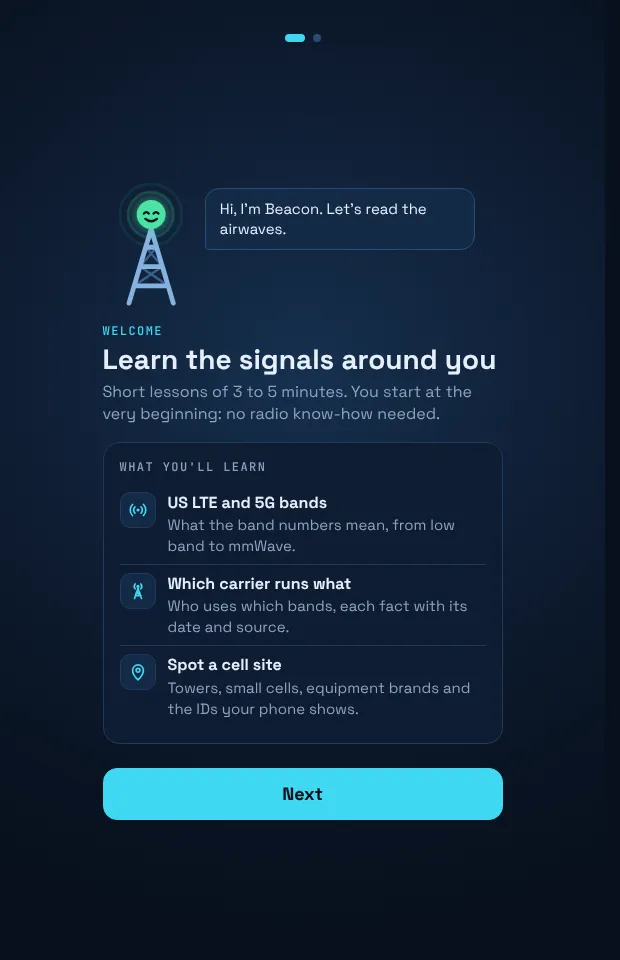 Hi, I'm Beacon. Let's read the
airwaves.
WELCOME
Learn the signals around you
Short lessons of 3 to 5 minutes. You start at the
very beginning: no radio know-how needed.
WHAT YOU'LL LEARN
US LTE and 5G bands
What the band numbers mean, from low
band to mmWave.
Which carrier runs what
Who uses which bands, each fact with its
date and source.
Spot a cell site
Towers, small cells, equipment brands and
the IDs your phone shows.
Next